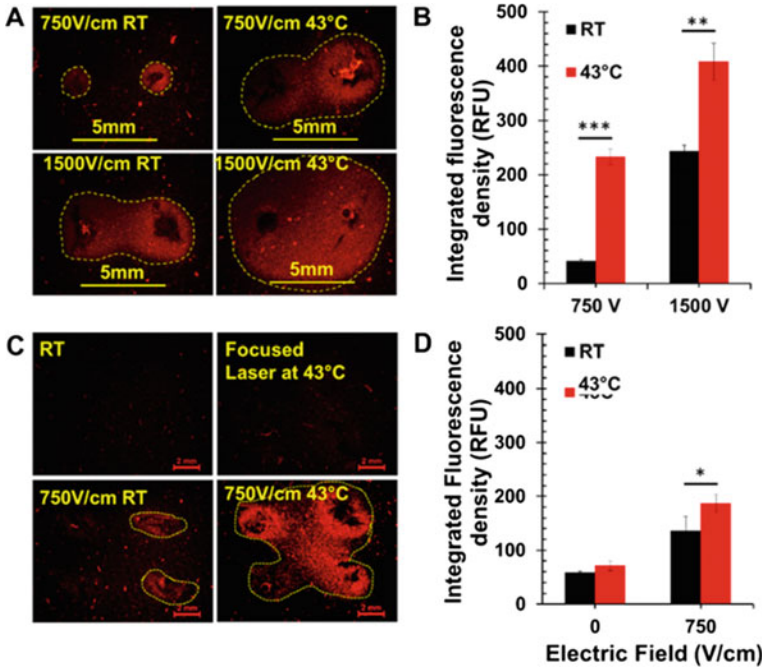 A
750V/cm RT
5mm
750V/cm 43°C
5mm
1500V/cm RT
5mm
1500V/cm 43°C
5mm
B
Integrated fluorescence
density (RFU)
500
400
300
200
100
0
RT
43°C
***
**
750 V
1500 V
C
RT
2 mm
Focused
Laser at 43°C
2 mm
750V/cm RT
2 mm
750V/cm 43°C
2 mm
D
Integrated Fluorescence
density (RFU)
500
400
300
200
100
0
RT
43°C
*
0
750
Electric Field (V/cm)